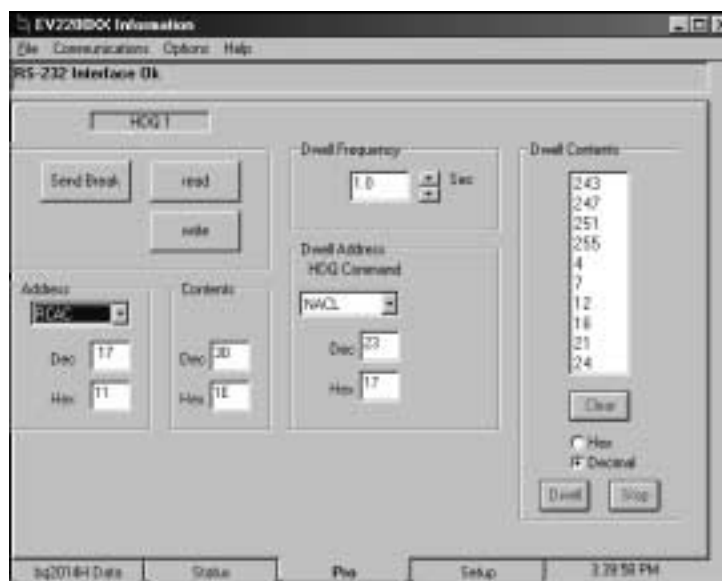 EV2200XX Information
File Communications Options Help
RS-232 Interface Ok
HDQ 1
Send Break read
write
Address
RCAC
Dec 17
Hex 11
Contents
Dec 30
Hex
Dwell Frequency
1.0 Sec
Dwell Address
HDQ Command
NACL
Dec 23
Hex 17
Dwell Contents
243
247
251
255
4
7
12
16
21
24
Clear
Hex
Decimal
Dwell Stop
bq2014H Data Status Pro Setup 3:39:58 PM